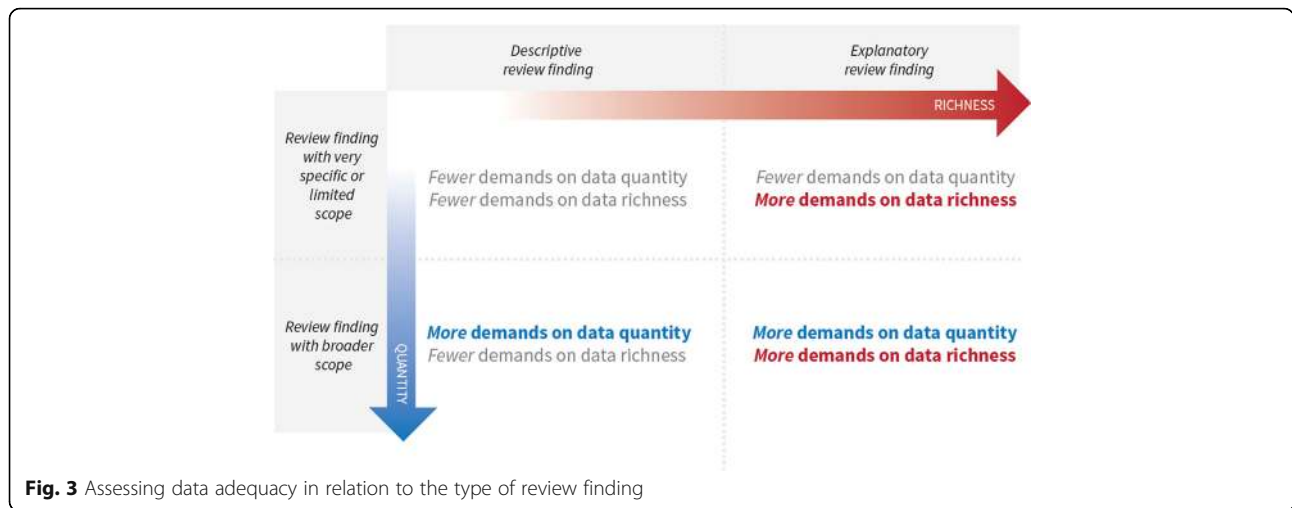 Descriptive
review finding
Explanatory
review finding
RICHNESS
Review finding
with very
specific or
limited
scope
Fewer demands on data quantity
Fewer demands on data richness
Fewer demands on data quantity
More demands on data richness
Review finding
with broader
scope
QUANTITY
More demands on data quantity
Fewer demands on data richness
More demands on data quantity
More demands on data richness
Fig. 3 Assessing data adequacy in relation to the type of review finding